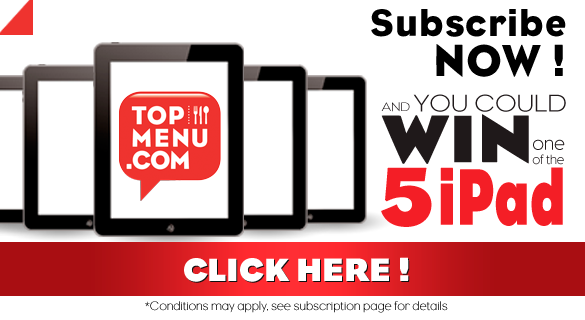 Subscribe
NOW !
TOP
MENU
.COM
AND YOU COULD
WIN one
of the
5 iPad
CLICK HERE !
*Conditions may apply, see subscription page for details